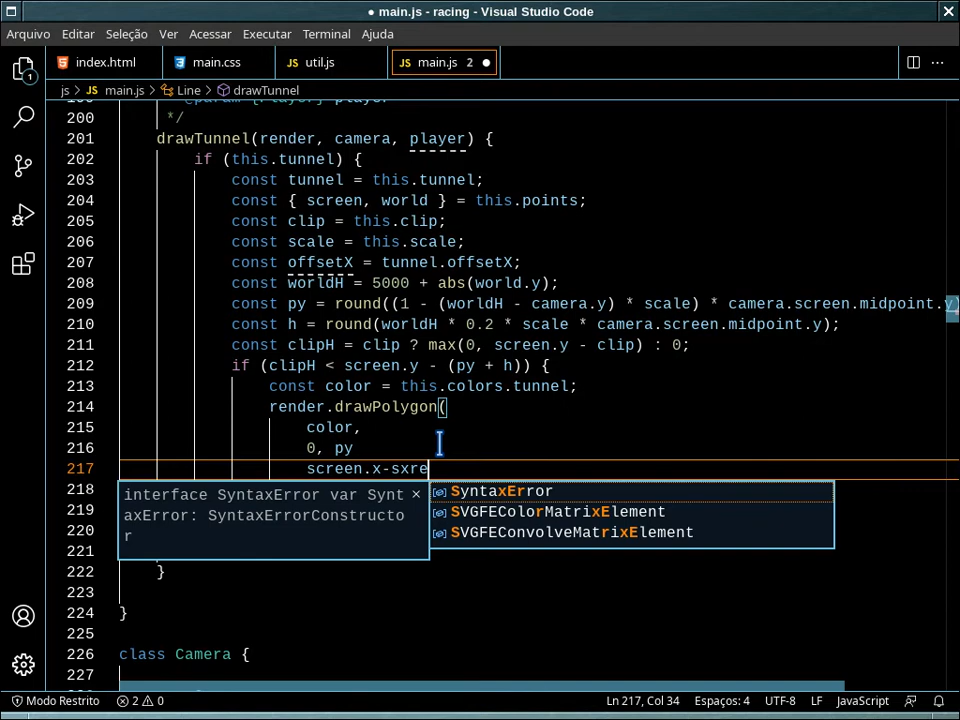 ● main.js - racing - Visual Studio Code
Arquivo Editar Seleção Ver Acessar Executar Terminal Ajuda
index.html main.css JS util.js JS main.js 2 ●
js > JS main.js > Line > drawTunnel
200 */
201 drawTunnel(render, camera, player) {
202 if (this.tunnel) {
203 const tunnel = this.tunnel;
204 const { screen, world } = this.points;
205 const clip = this.clip;
206 const scale = this.scale;
207 const offsetX = tunnel.offsetX;
208 const worldH = 5000 + abs(world.y);
209 const py = round((1 - (worldH - camera.y) * scale) * camera.screen.midpoint.y)
210 const h = round(worldH * 0.2 * scale * camera.screen.midpoint.y);
211 const clipH = clip ? max(0, screen.y - clip) : 0;
212 if (clipH < screen.y - (py + h)) {
213 const color = this.colors.tunnel;
214 render.drawPolygon(
215 color,
216 0, py
217 screen.x-sxre
218 interface SyntaxError var Synt × SyntaxError
219 axError: SyntaxErrorConstructo SVGFEColorMatrixElement
220 r SVGFEConvolveMatrixElement
221
222 }
223
224 }
225
226 class Camera {
227
Modo Restrito 2 0 Ln 217, Col 34 Espaços: 4 UTF-8 LF JavaScript